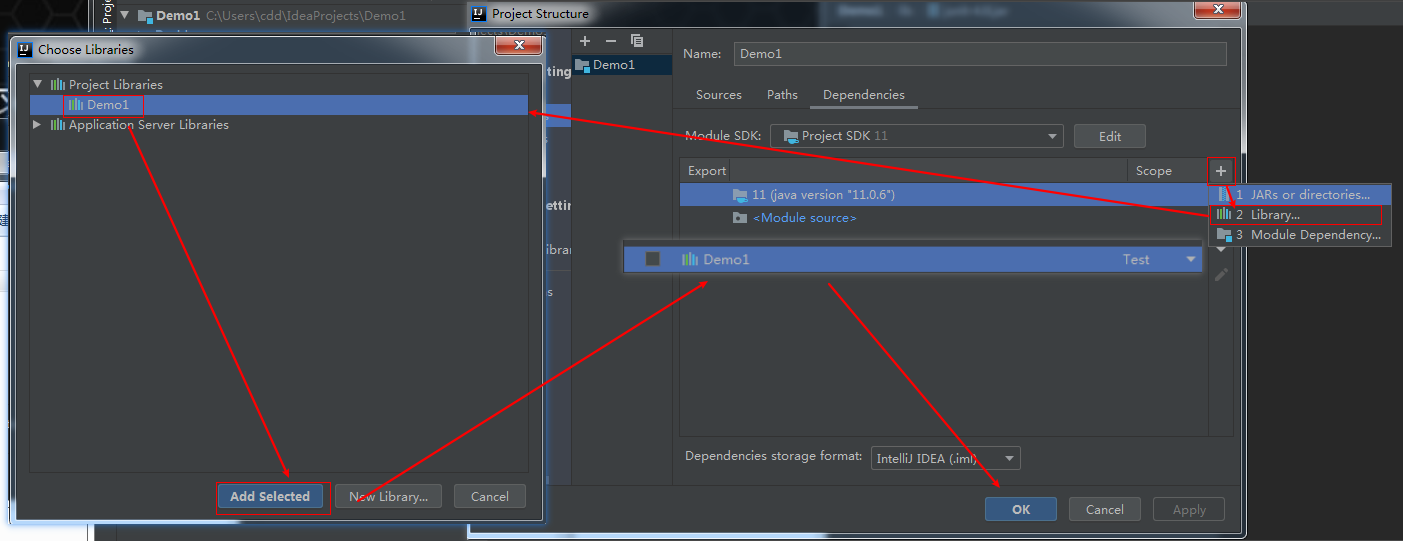 Demo1 C:\Users\cdd\IdeaProjects\Demo1
Project Structure
Choose Libraries
Project Libraries
Demo1
Application Server Libraries
Add Selected
New Library...
Cancel
Demo1
Name:
Demo1
Sources
Paths
Dependencies
Module SDK:
Project SDK 11
Edit
Export
Scope
11 (java version "11.0.6")
<Module source>
Demo1
Test
1 JARs or directories...
2 Library...
3 Module Dependency...
Dependencies storage format:
IntelliJ IDEA (.iml)
OK
Cancel
Apply